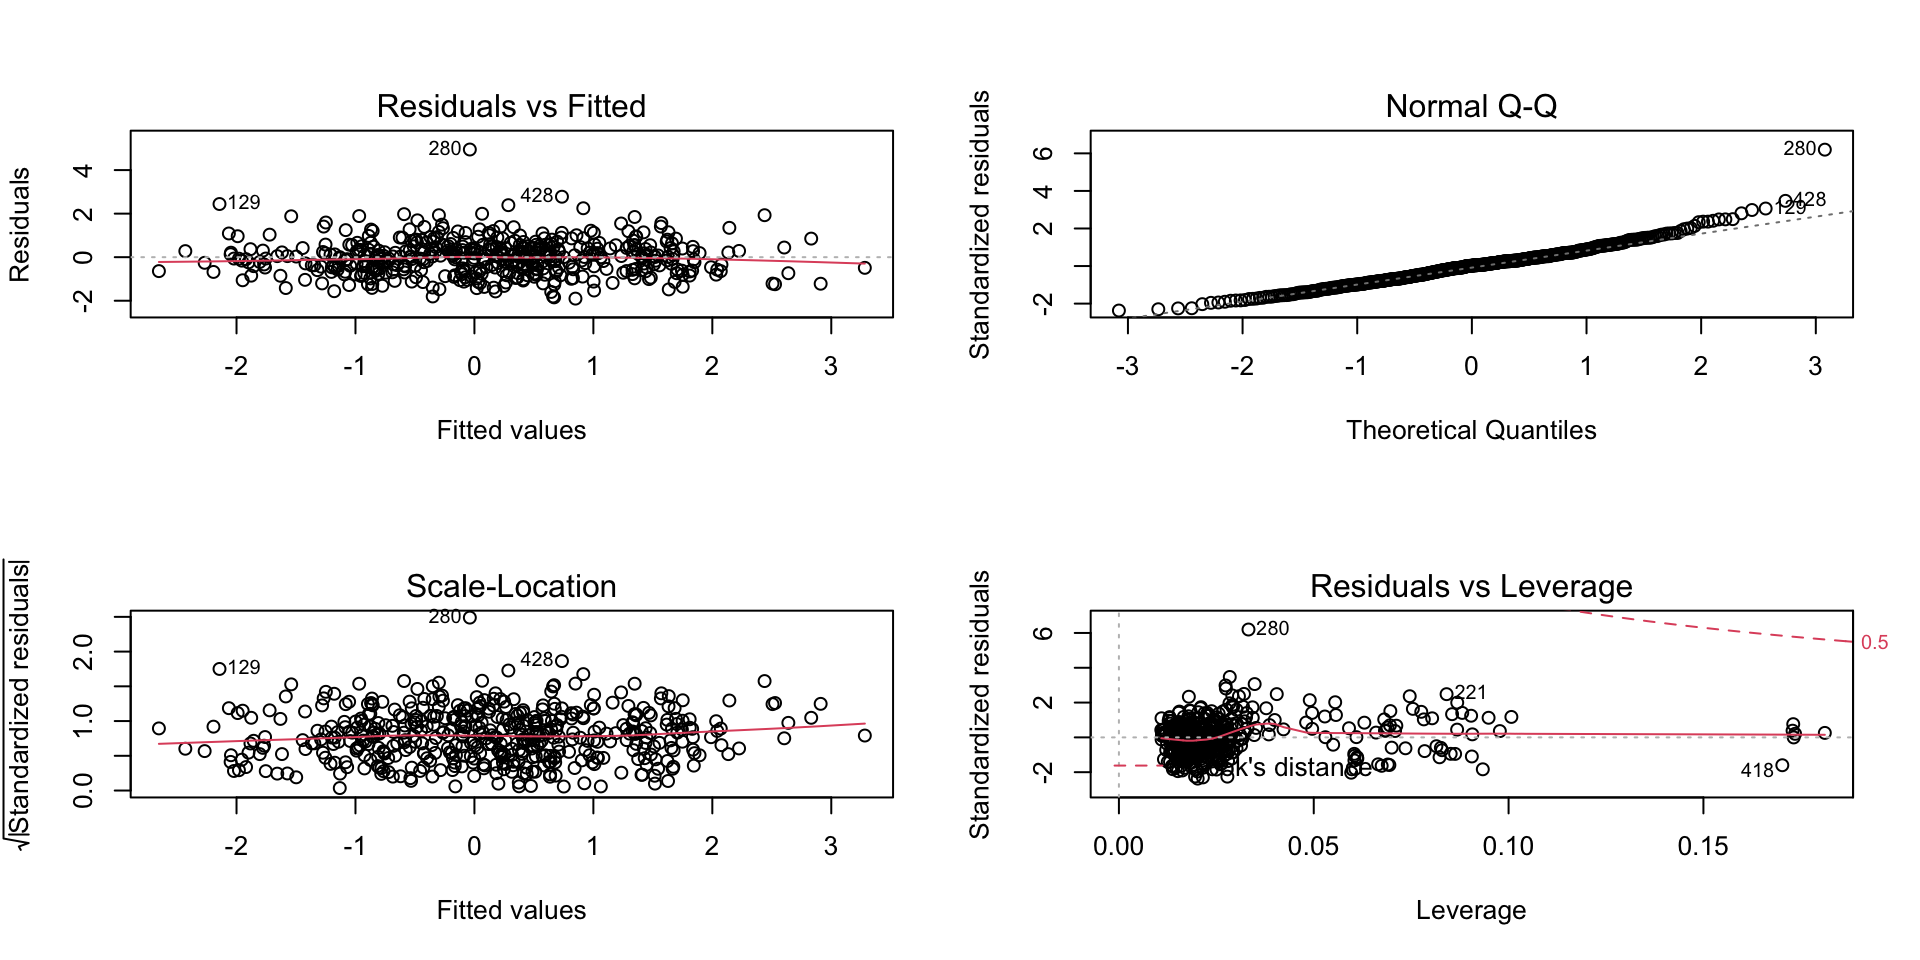 Residuals vs Fitted
Residuals
-2 0 2 4
280
129
428
-2 -1 0 1 2 3
Fitted values
Normal Q-Q
Standardized residuals
-2 2 4 6
280
428
129
-3 -2 -1 0 1 2 3
Theoretical Quantiles
Scale-Location
√|Standardized residuals|
0.0 1.0 2.0
280
129
428
-2 -1 0 1 2 3
Fitted values
Residuals vs Leverage
Standardized residuals
-2 2 6
280
221
0.5
's distance
418
0.00 0.05 0.10 0.15
Leverage